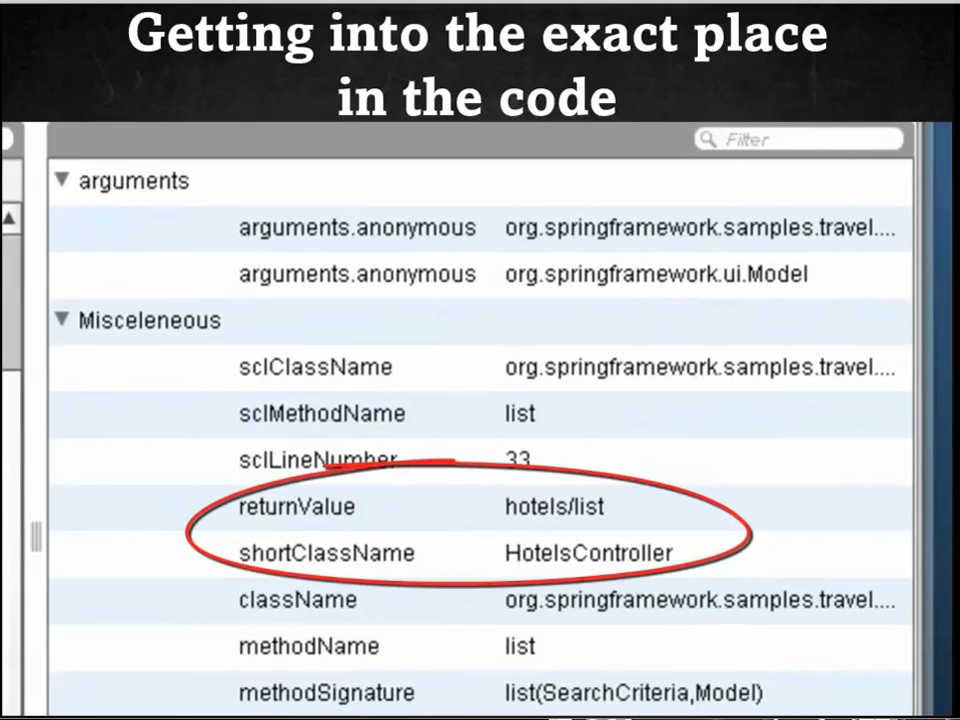 Getting into the exact place
in the code
Filter
arguments
arguments.anonymous org.springframework.samples.travel....
arguments.anonymous org.springframework.ui.Model
Misceleneous
sclClassName org.springframework.samples.travel....
sclMethodName list
sclLineNumber 33
returnValue hotels/list
shortClassName HotelsController
className org.springframework.samples.travel....
methodName list
methodSignature list(SearchCriteria,Model)